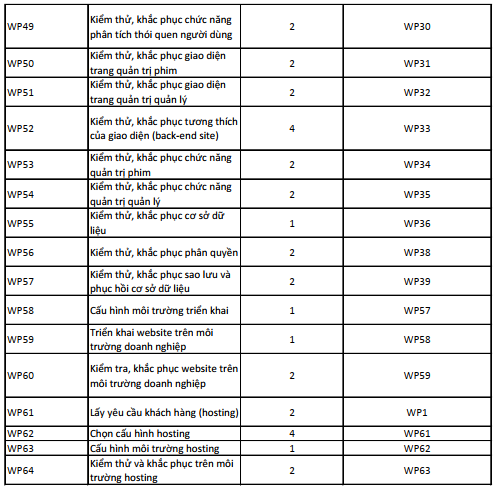 WP49 Kiểm thử, khắc phục chức năng 2 WP30
phân tích thói quen người dùng
WP50 Kiểm thử, khắc phục giao diện 2 WP31
trang quản trị phim
WP51 Kiểm thử, khắc phục giao diện 2 WP32
trang quản trị quản lý
WP52 Kiểm thử, khắc phục tương thích 4 WP33
của giao diện (back-end site)
WP53 Kiểm thử, khắc phục chức năng 2 WP34
quản trị phim
WP54 Kiểm thử, khắc phục chức năng 2 WP35
quản trị quản lý
WP55 Kiểm thử, khắc phục cơ sở dữ 1 WP36
liệu
WP56 Kiểm thử, khắc phục phân quyền 2 WP38
WP57 Kiểm thử, khắc phục sao lưu và 2 WP39
phục hồi cơ sở dữ liệu
WP58 Cấu hình môi trường triển khai 1 WP57
WP59 Triển khai website trên môi 1 WP58
trường doanh nghiệp
WP60 Kiểm tra, khắc phục website trên 2 WP59
môi trường doanh nghiệp
WP61 Lấy yêu cầu khách hàng (hosting) 2 WP1
WP62 Chọn cấu hình hosting 4 WP61
WP63 Cấu hình môi trường hosting 1 WP62
WP64 Kiểm thử và khắc phục trên môi 2 WP63
trường hosting